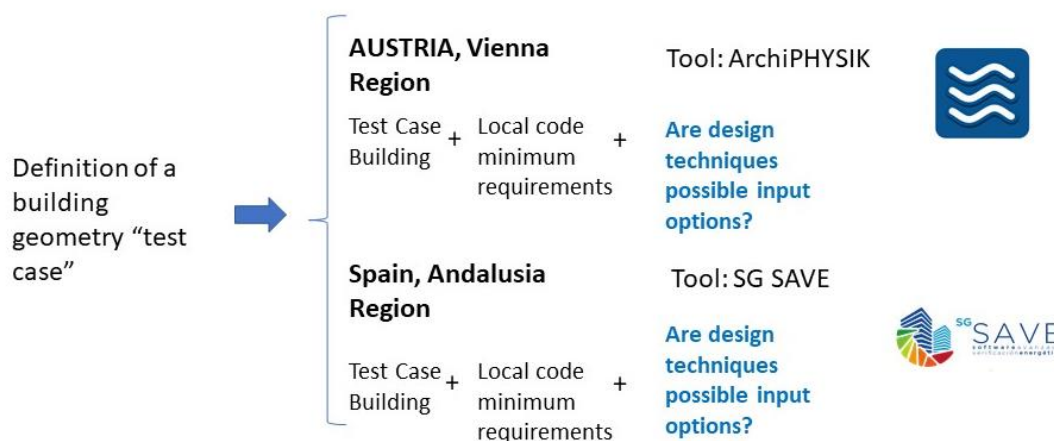 Definition of a
building
geometry “test
case”
AUSTRIA, Vienna
Region
Tool: ArchiPHYSIK
Test Case
Building
+
Local code
minimum
requirements
+
Are design
techniques
possible input
options?
Spain, Andalusia
Region
Tool: SG SAVE
SG SAVE
Test Case
Building
+
Local code
minimum
requirements
+
Are design
techniques
possible input
options?